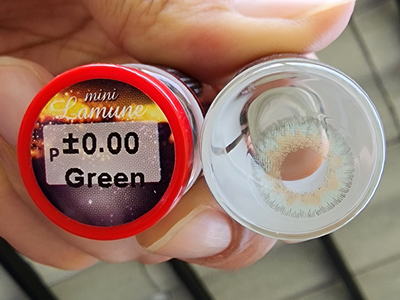 mini
Lamune
P ±0.00
Green